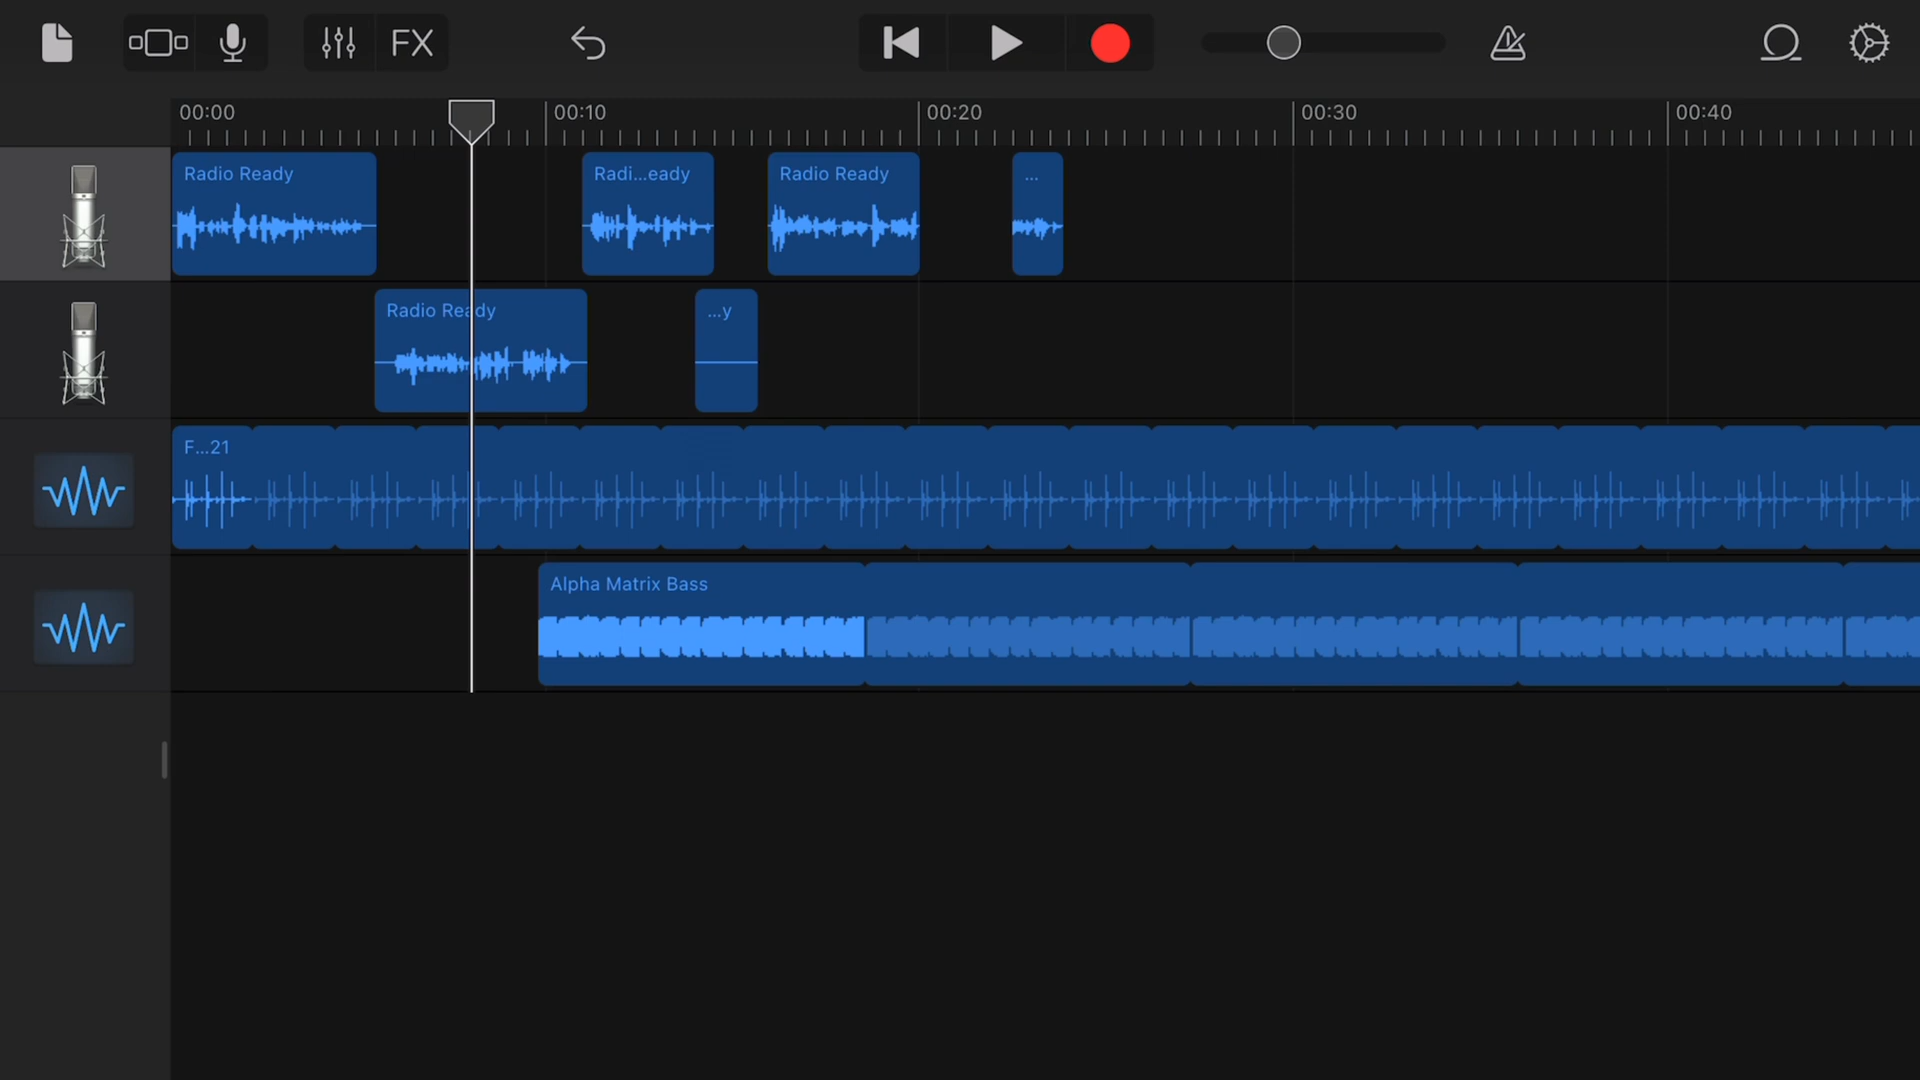 FX
00:00
00:10
00:20
00:30
00:40
Radio Ready
Radi...eady
Radio Ready
...
Radio Ready
...y
F...21
Alpha Matrix Bass